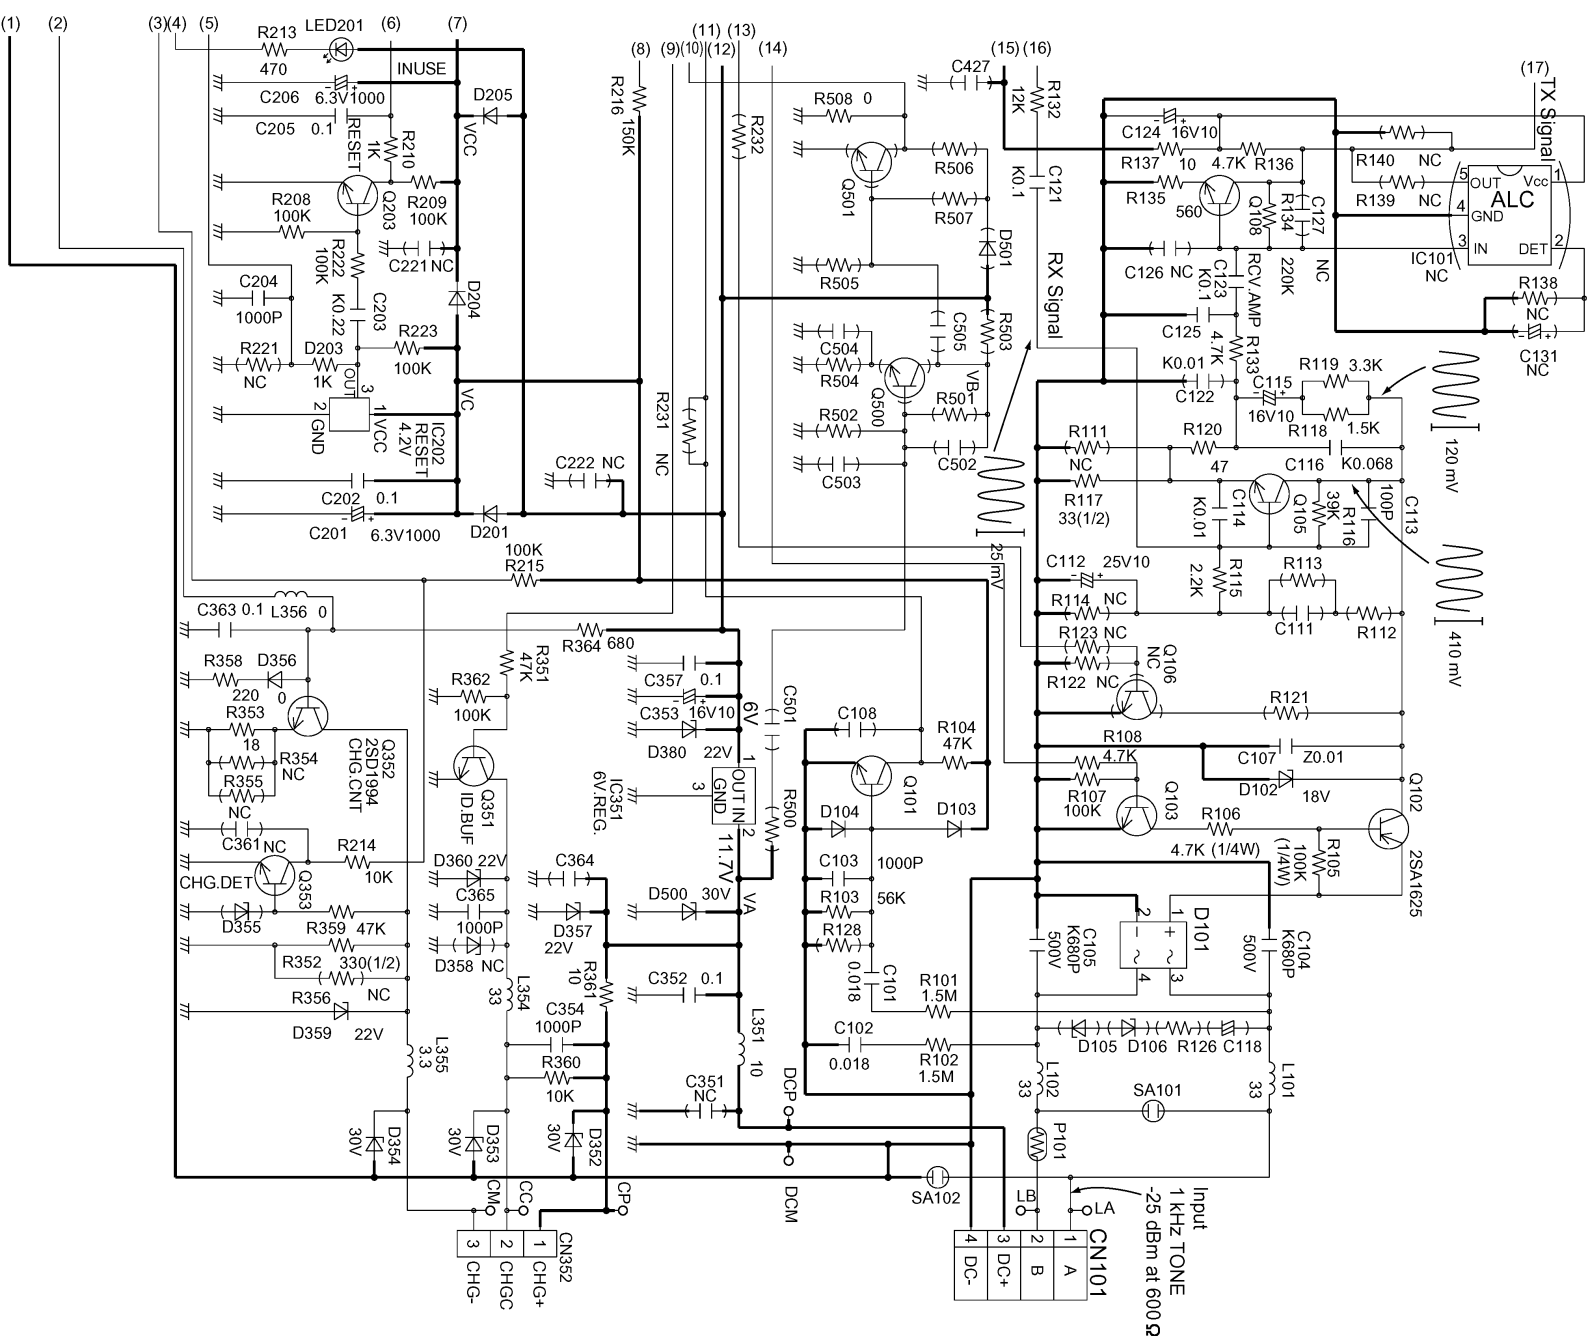 (1)
(2)
(3)(4)
(5)
(6)
(7)
(8)
(9)(10)
(11)
(12)
(13)
(14)
(15)
(16)
(17)
R213
470
LED201
INUSE
C206
6.3V1000
C205
0.1
D205
VCC
RESET
1K
R210
R208
100K
Q203
R209
100K
R222
100K
C221 NC
C204
1000P
K0.22
C203
D204
R223
100K
R221
NC
D203
1K
OUT
3
2
GND
1
VCC
VC
IC202
RESET
4.2V
C202
0.1
C201
6.3V1000
D201
C222 NC
R216
150K
R231
NC
R232
100K
R215
C363 0.1
L356
0
R364 680
R358
220
D356
0
R353
18
R354
NC
R355
NC
Q352
2SD1994
CHG.CNT
C361
NC
R214
10K
CHG.DET
Q353
D355
R359
47K
R352
330(1/2)
NC
R356
D359
22V
L355
3.3
D354
30V
R351
47K
R362
100K
Q351
ID.BUF
D360 22V
C365
1000P
D358
NC
L354
33
C364
D357
22V
R361
10
C354
1000P
R360
10K
D353
30V
D352
30V
CM
CC
CP
CN352
3
2
1
CHG-
CHGC
CHG+
C357
0.1
C353
16V10
D380
22V
6V
IC351
6V.REG.
1
OUT IN
GND
3
2
11.7V
D500
30V
VA
C352
0.1
L351
10
C351
NC
DCP
DCM
C501
R500
R508
0
R506
Q501
R507
D501
R505
C505
R503
C504
R504
Q500
VB
R501
R502
C502
C503
C427
12K
R132
K0.1
C121
RX Signal
25 mV
C108
R104
47K
Q101
D104
D103
C103
1000P
R103
56K
R128
0.018
C101
R101
1.5M
C102
0.018
R102
1.5M
TX Signal
C124
16V10
R137
10
4.7K
R136
R140
NC
R135
560
Q108
R134
220K
C127
NC
R139
NC
5
OUT
Vcc
1
4
ALC
GND
3
IN
DET
2
IC101
NC
C126
NC
C123
K0.1
RCV.AMP
R138
NC
C131
NC
C125
4.7K
R133
K0.01
C122
C115
16V10
R119
3.3K
R118
1.5K
120 mV
R111
NC
R120
47
C116
K0.068
R117
33(1/2)
K0.01
C114
Q105
39K
R116
100P
C113
410 mV
C112
25V10
R114
NC
2.2K
R115
R113
C111
R112
R123 NC
R122
NC
Q106
NC
R121
R108
4.7K
C107
Z0.01
D102
18V
R107
100K
Q103
R106
4.7K (1/4W)
R105
100K
(1/4W)
Q102
2SA1625
2
1
D101
4
3
C105
K680P
500V
C104
K680P
500V
D105
D106
R126
C118
L102
33
L101
33
SA101
P101
SA102
LB
LA
Input
1 kHz TONE
-25 dBm at 600Ω
CN101
4
3
2
1
DC-
DC+
B
A